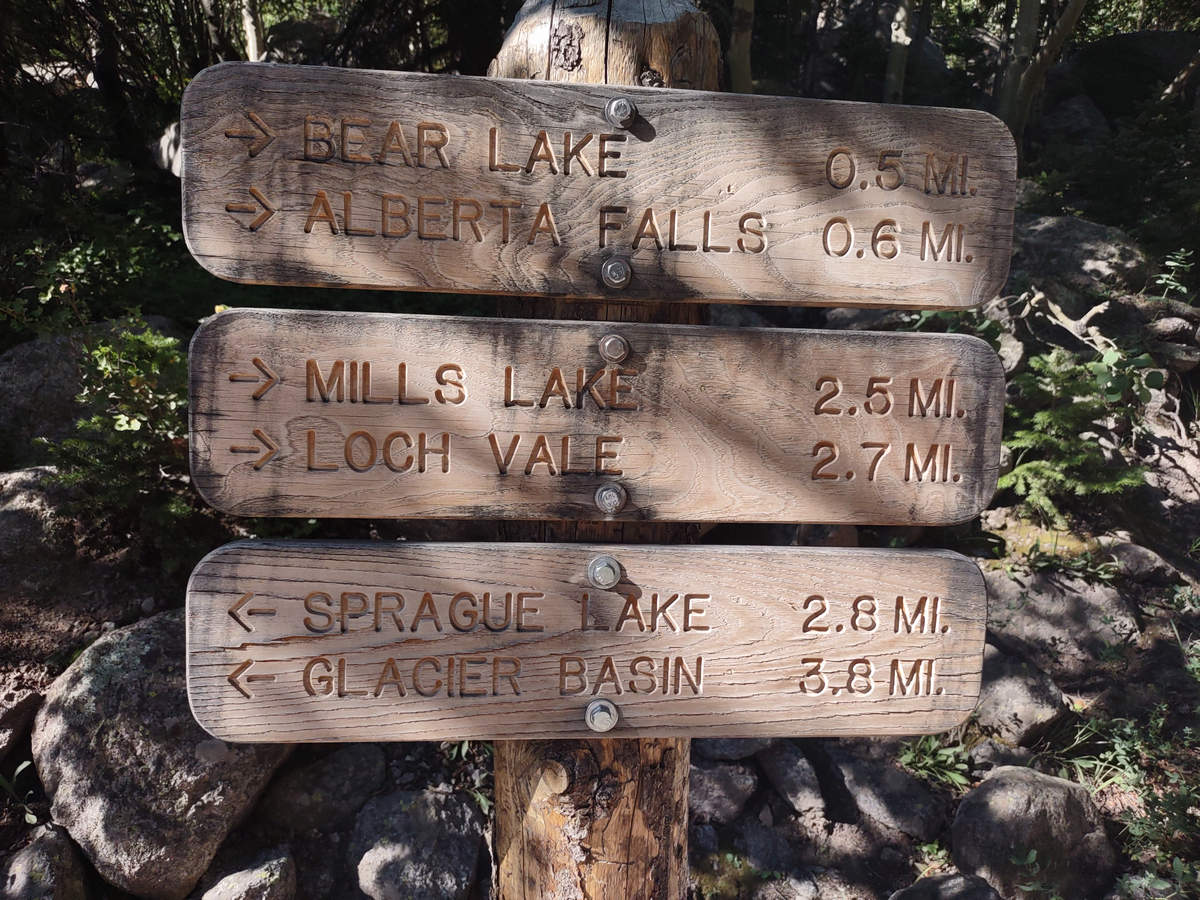 → BEAR LAKE 0.5 MI.
→ ALBERTA FALLS 0.6 MI.
→ MILLS LAKE 2.5 MI.
→ LOCH VALE 2.7 MI.
← SPRAGUE LAKE 2.8 MI.
← GLACIER BASIN 3.8 MI.